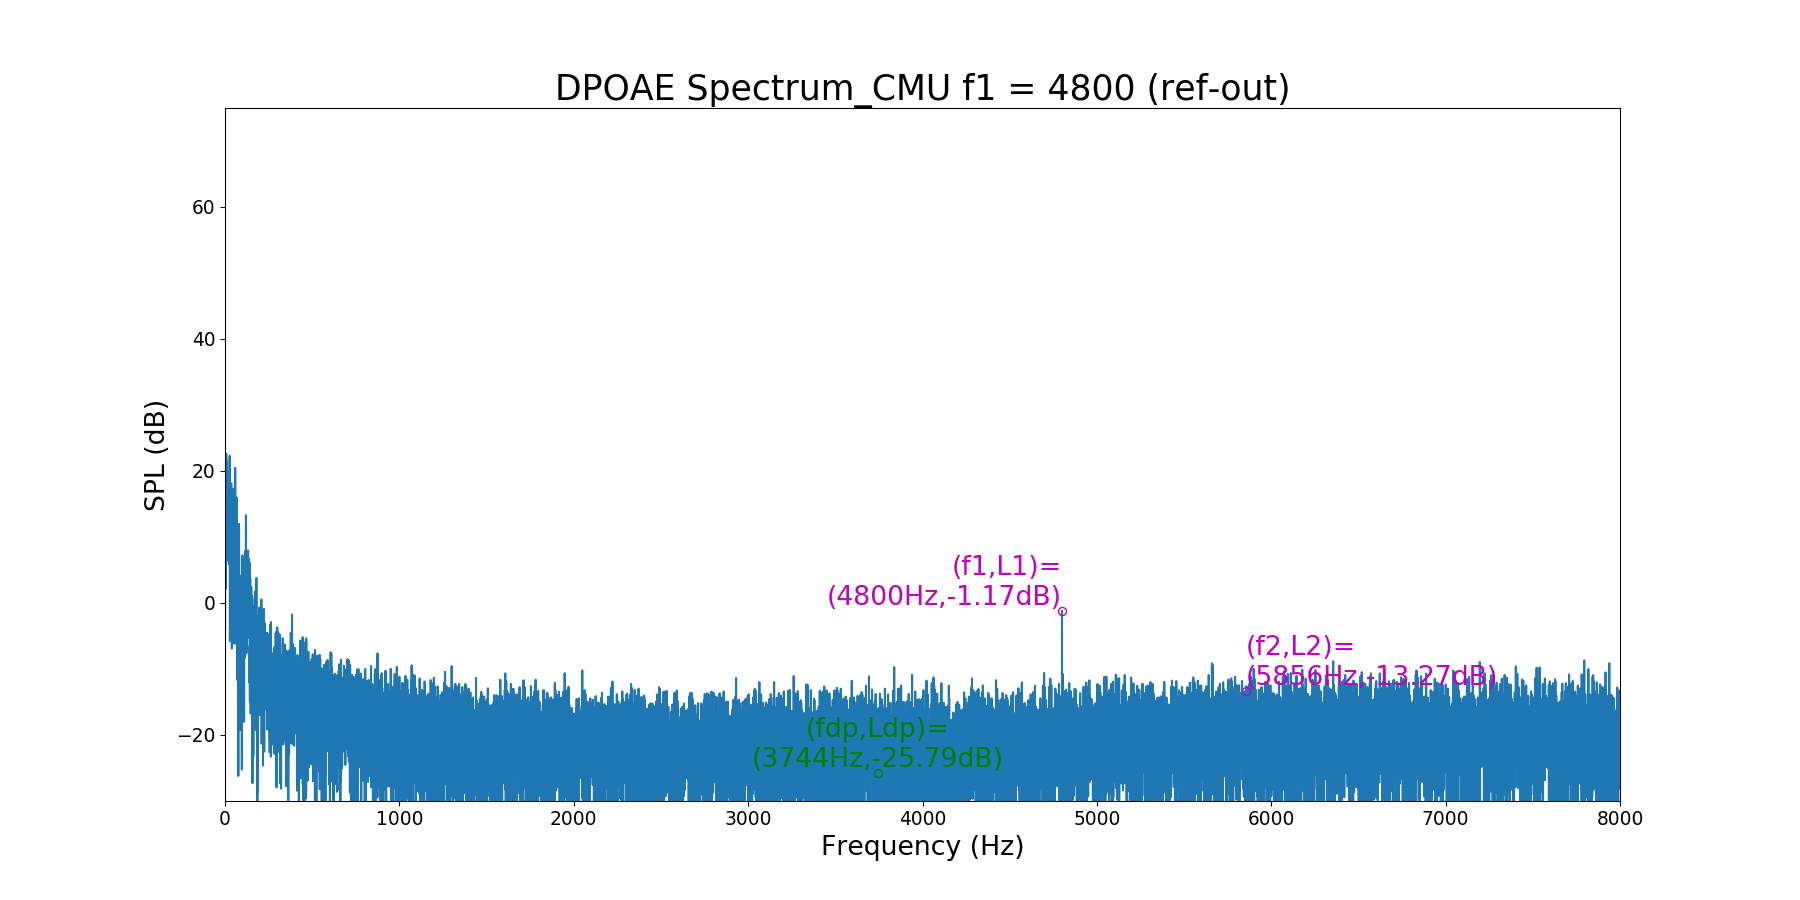 DPOAE Spectrum_CMU f1 = 4800 (ref-out)
60
40
20
0
−20
SPL (dB)
(f1,L1)=
(4800Hz,-1.17dB)
(f2,L2)=
(5856Hz,-13.27dB)
(fdp,Ldp)=
(3744Hz,-25.79dB)
0 1000 2000 3000 4000 5000 6000 7000 8000
Frequency (Hz)